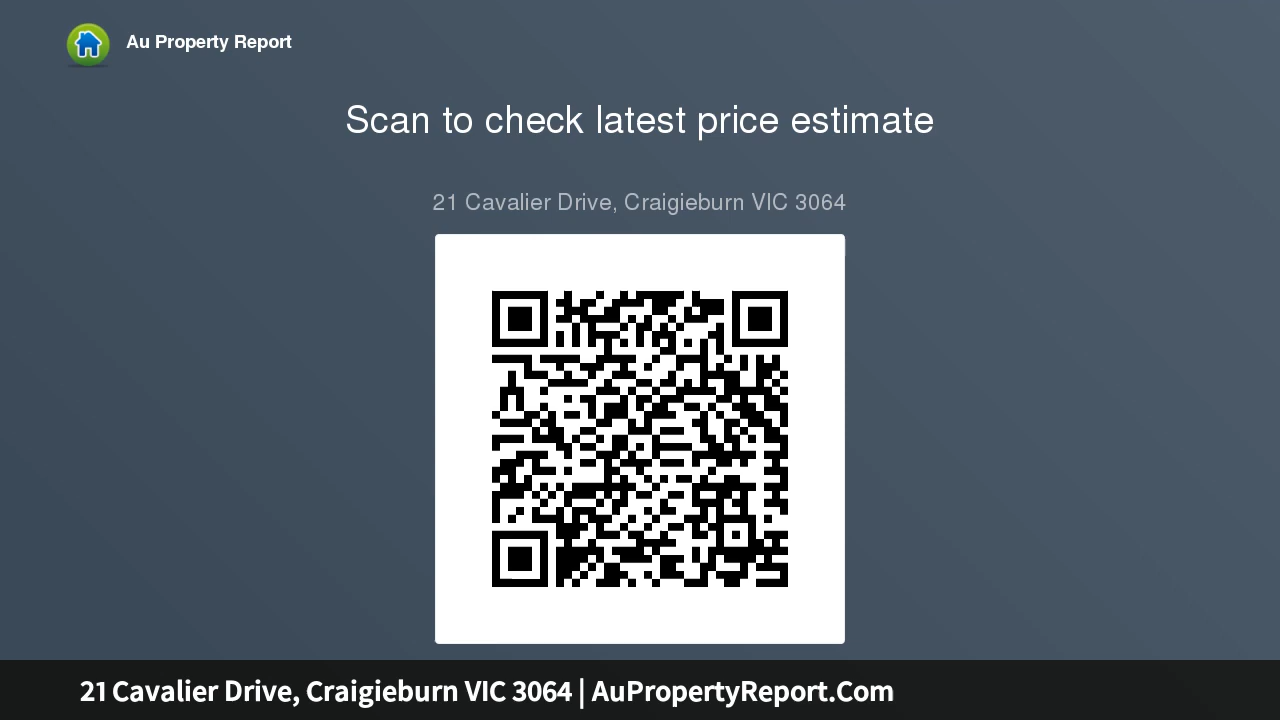 Au Property Report
Scan to check latest price estimate
21 Cavalier Drive, Craigieburn VIC 3064
21 Cavalier Drive, Craigieburn VIC 3064 | AuPropertyReport.Com